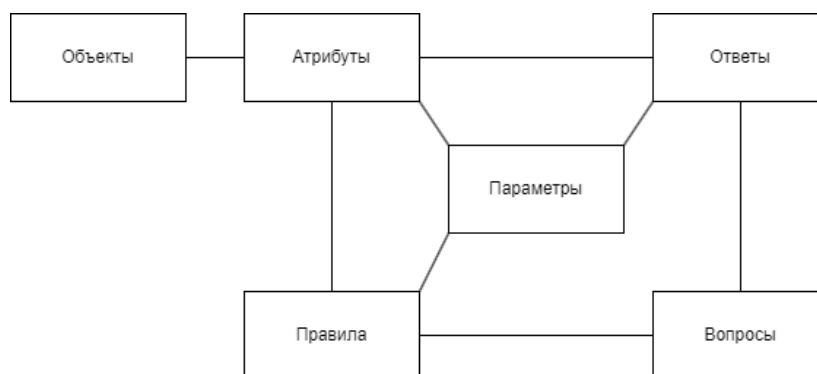 Объекты
Атрибуты
Ответы
Параметры
Правила
Вопросы